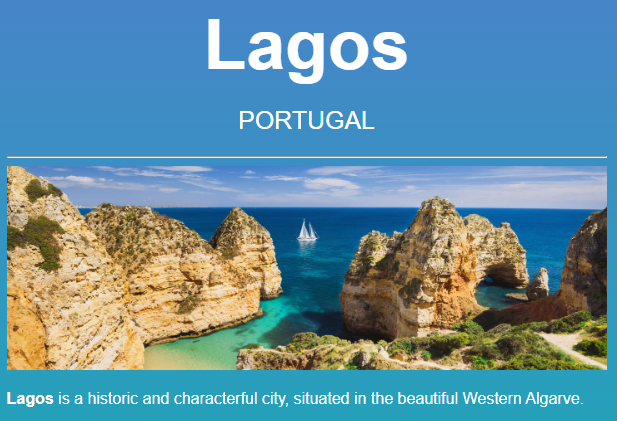 Lagos
PORTUGAL
Lagos is a historic and characterful city, situated in the beautiful Western Algarve.